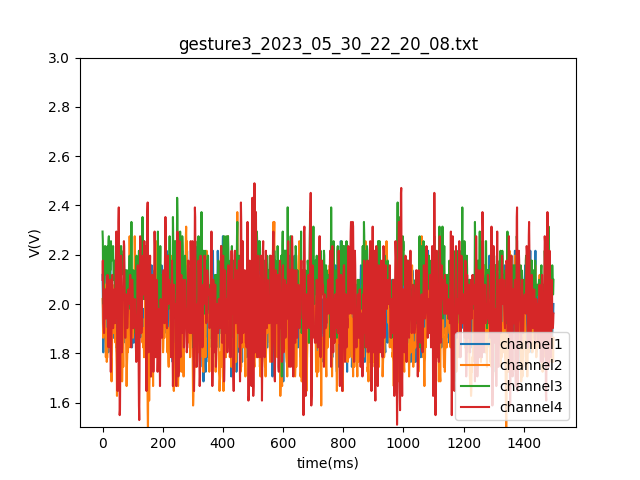 gesture3_2023_05_30_22_20_08.txt
3.0
2.8
2.6
2.4
2.2
2.0
1.8
1.6
V(V)
channel1
channel2
channel3
channel4
0 200 400 600 800 1000 1200 1400
time(ms)